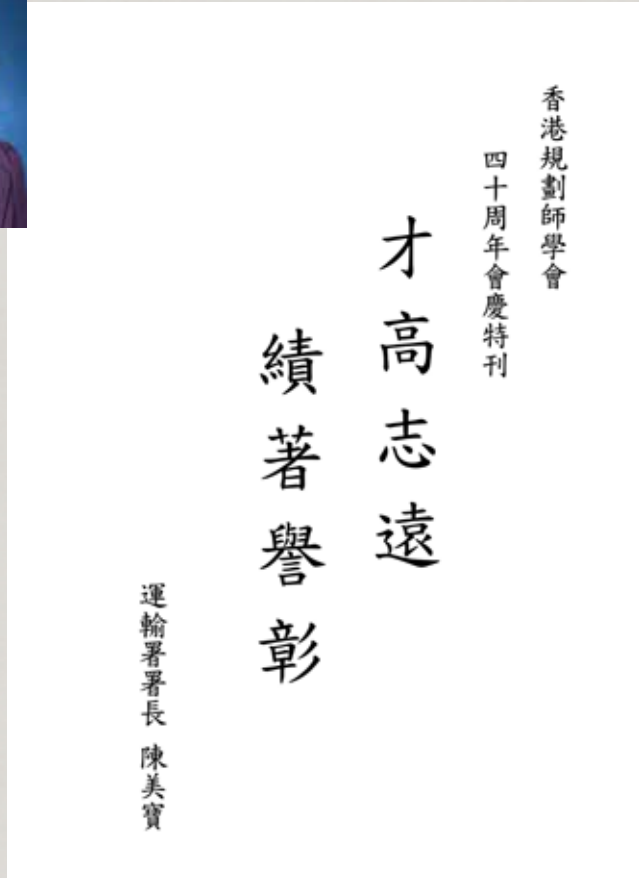 香港規劃師學會
四十周年會慶特刊
才高志遠
績著譽彰
運輸署署長 陳美寶